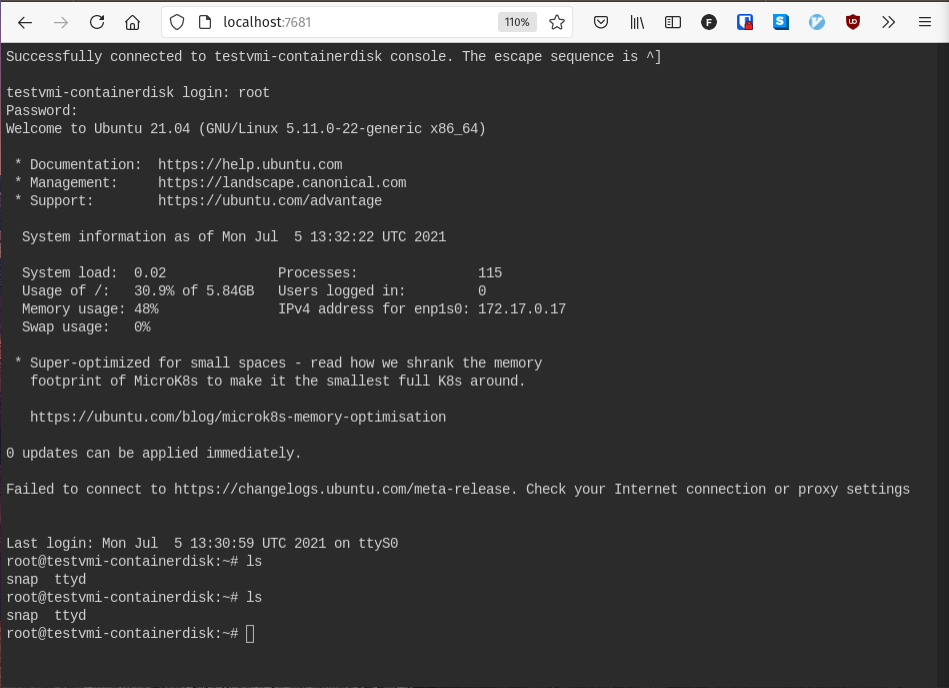 localhost:7681
110%
Successfully connected to testvmi-containerdisk console. The escape sequence is ^]
testvmi-containerdisk login: root
Password:
Welcome to Ubuntu 21.04 (GNU/Linux 5.11.0-22-generic x86_64)
* Documentation:  https://help.ubuntu.com
* Management:     https://landscape.canonical.com
* Support:        https://ubuntu.com/advantage
System information as of Mon Jul  5 13:32:22 UTC 2021
System load:  0.02              Processes:               115
Usage of /:   30.9% of 5.84GB   Users logged in:         0
Memory usage: 48%               IPv4 address for enp1s0: 172.17.0.17
Swap usage:   0%
* Super-optimized for small spaces - read how we shrank the memory
footprint of MicroK8s to make it the smallest full K8s around.
https://ubuntu.com/blog/microk8s-memory-optimisation
0 updates can be applied immediately.
Failed to connect to https://changelogs.ubuntu.com/meta-release. Check your Internet connection or proxy settings
Last login: Mon Jul  5 13:30:59 UTC 2021 on ttyS0
root@testvmi-containerdisk:~# ls
snap  ttyd
root@testvmi-containerdisk:~# ls
snap  ttyd
root@testvmi-containerdisk:~#